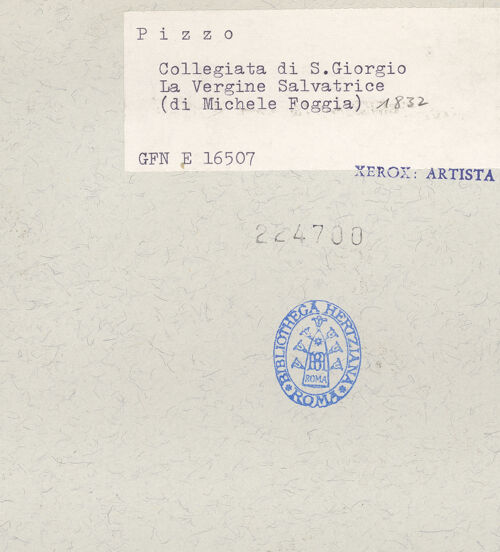 Pizzo
Collegiata di S.Giorgio
La Vergine Salvatrice
(di Michele Foggia) 1832
GFN E 16507
XEROX: ARTISTA
224700
BIBLIOTHECA HERTZIANA
ROMA
ROMA